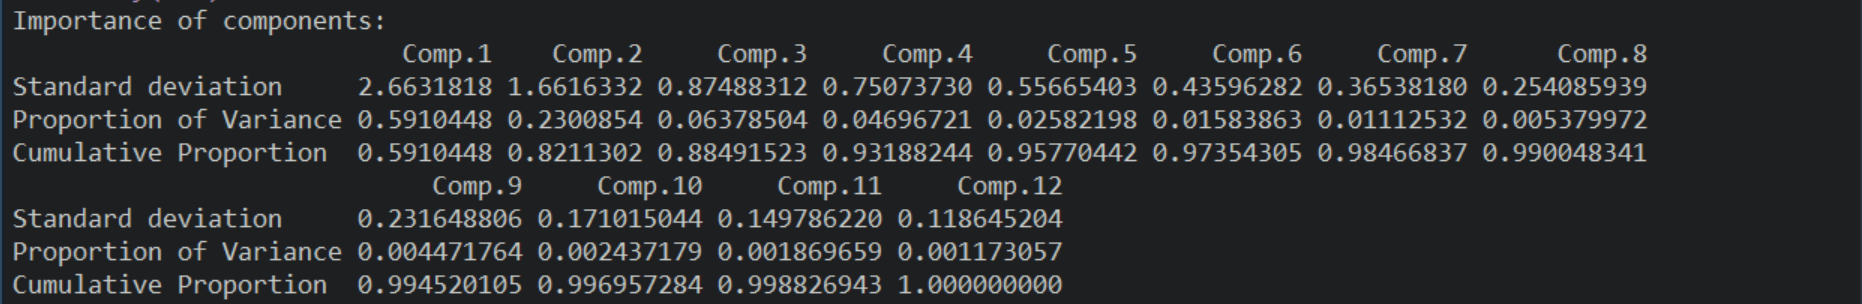 Importance of components:
Comp.1 Comp.2 Comp.3 Comp.4 Comp.5 Comp.6 Comp.7 Comp.8
Standard deviation 2.6631818 1.6616332 0.87488312 0.75073730 0.55665403 0.43596282 0.36538180 0.254085939
Proportion of Variance 0.5910448 0.2300854 0.06378504 0.04696721 0.02582198 0.01583863 0.01112532 0.005379972
Cumulative Proportion 0.5910448 0.8211302 0.88491523 0.93188244 0.95770442 0.97354305 0.98466837 0.990048341
Comp.9 Comp.10 Comp.11 Comp.12
Standard deviation 0.231648806 0.171015044 0.149786220 0.118645204
Proportion of Variance 0.004471764 0.002437179 0.001869659 0.001173057
Cumulative Proportion 0.994520105 0.996957284 0.998826943 1.000000000